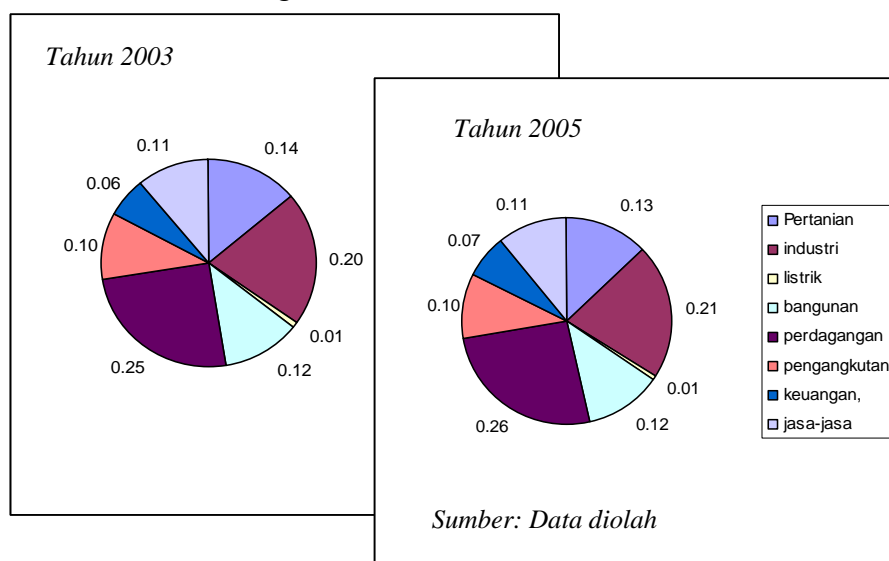 Tahun 2003
0.11
0.14
0.06
0.10
0.20
0.01
0.25
0.12
Tahun 2005
0.11
0.13
0.07
0.10
0.21
0.01
0.26
0.12
Pertanian
industri
listrik
bangunan
perdagangan
pengangkutan
keuangan,
jasa-jasa
Sumber: Data diolah